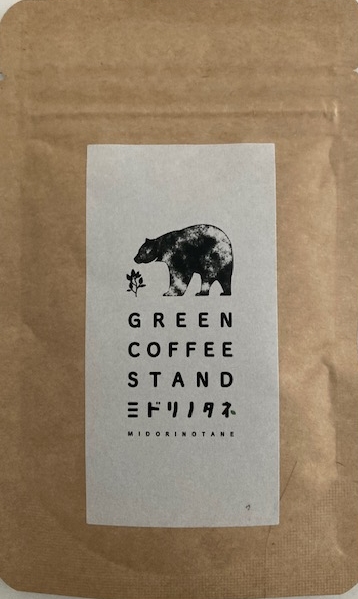 GREEN
COFFEE
STAND
ミドリノタネ
MIDORINOTANE